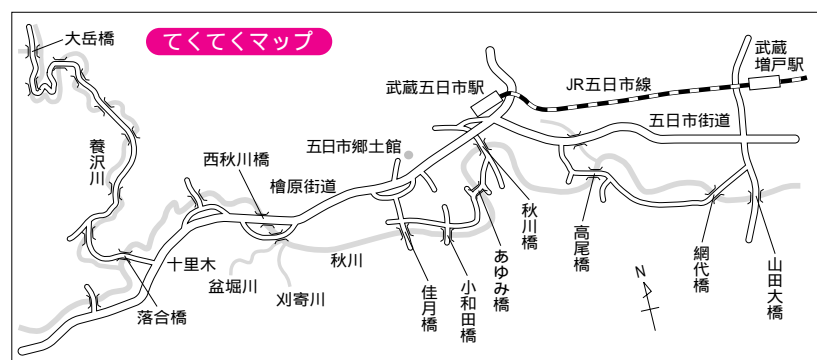 てくてくマップ
大岳橋
武蔵五日市駅
JR五日市線
武蔵
増戸駅
五日市街道
五日市郷土館
西秋川橋
檜原街道
養沢川
十里木
落合橋
盆堀川
刈寄川
秋川
佳月橋
小和田橋
あゆみ橋
秋川橋
高尾橋
網代橋
山田大橋
N